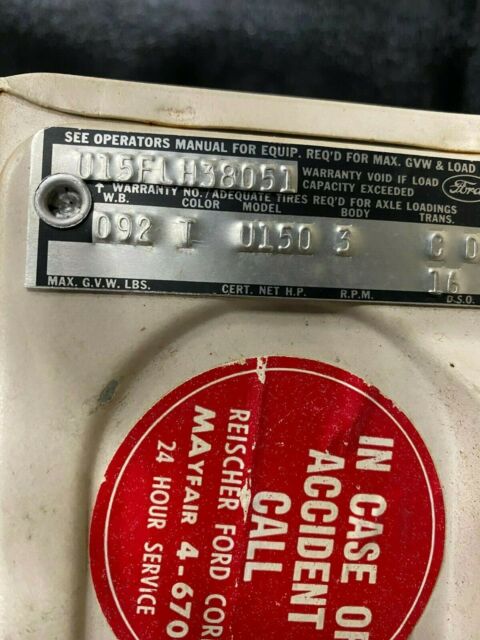 SEE OPERATORS MANUAL FOR EQUIP. REQ'D FOR MAX. GVW & LOAD
U15FLH38051
WARRANTY VOID IF LOAD
CAPACITY EXCEEDED
Ford
↑ WARRANTY NO./ADEQUATE TIRES REQ'D FOR AXLE LOADINGS
W.B. COLOR MODEL BODY TRANS.
092 T U150 3 C 0
16
MAX. G.V.W. LBS. CERT. NET H.P. R.P.M. D.S.O.
IN CASE OF
ACCIDENT
CALL
REISCHER FORD COR
MAYFAIR 4-670
24 HOUR SERVICE